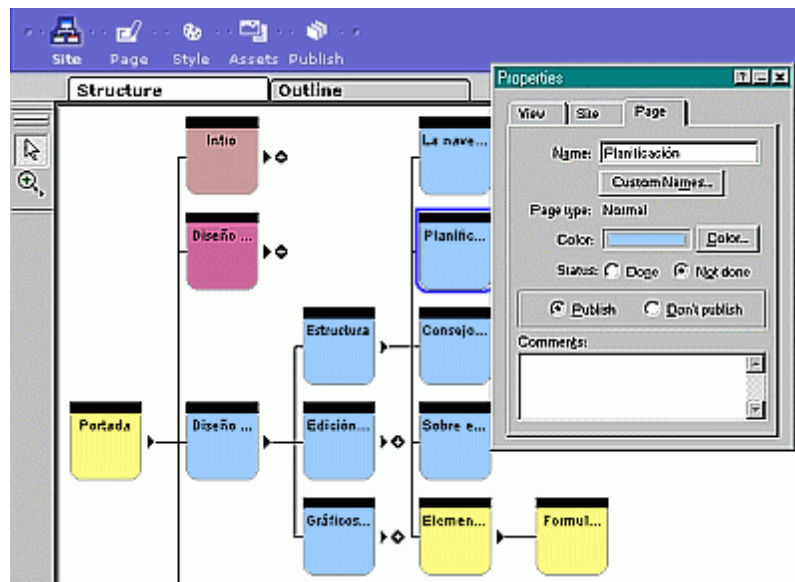 Site Page Style Assets Publish
Structure Outline
Intro
La nave...
Diseño ...
Planific...
Estructura
Consejo...
Portada
Diseño ...
Edición...
Sobre e...
Gráficos...
Elemen...
Formul...
Properties
View Site Page
Name: Planificación
Custom Names...
Page type: Normal
Color: Color...
Status: Done Not done
Publish Don't publish
Comments: